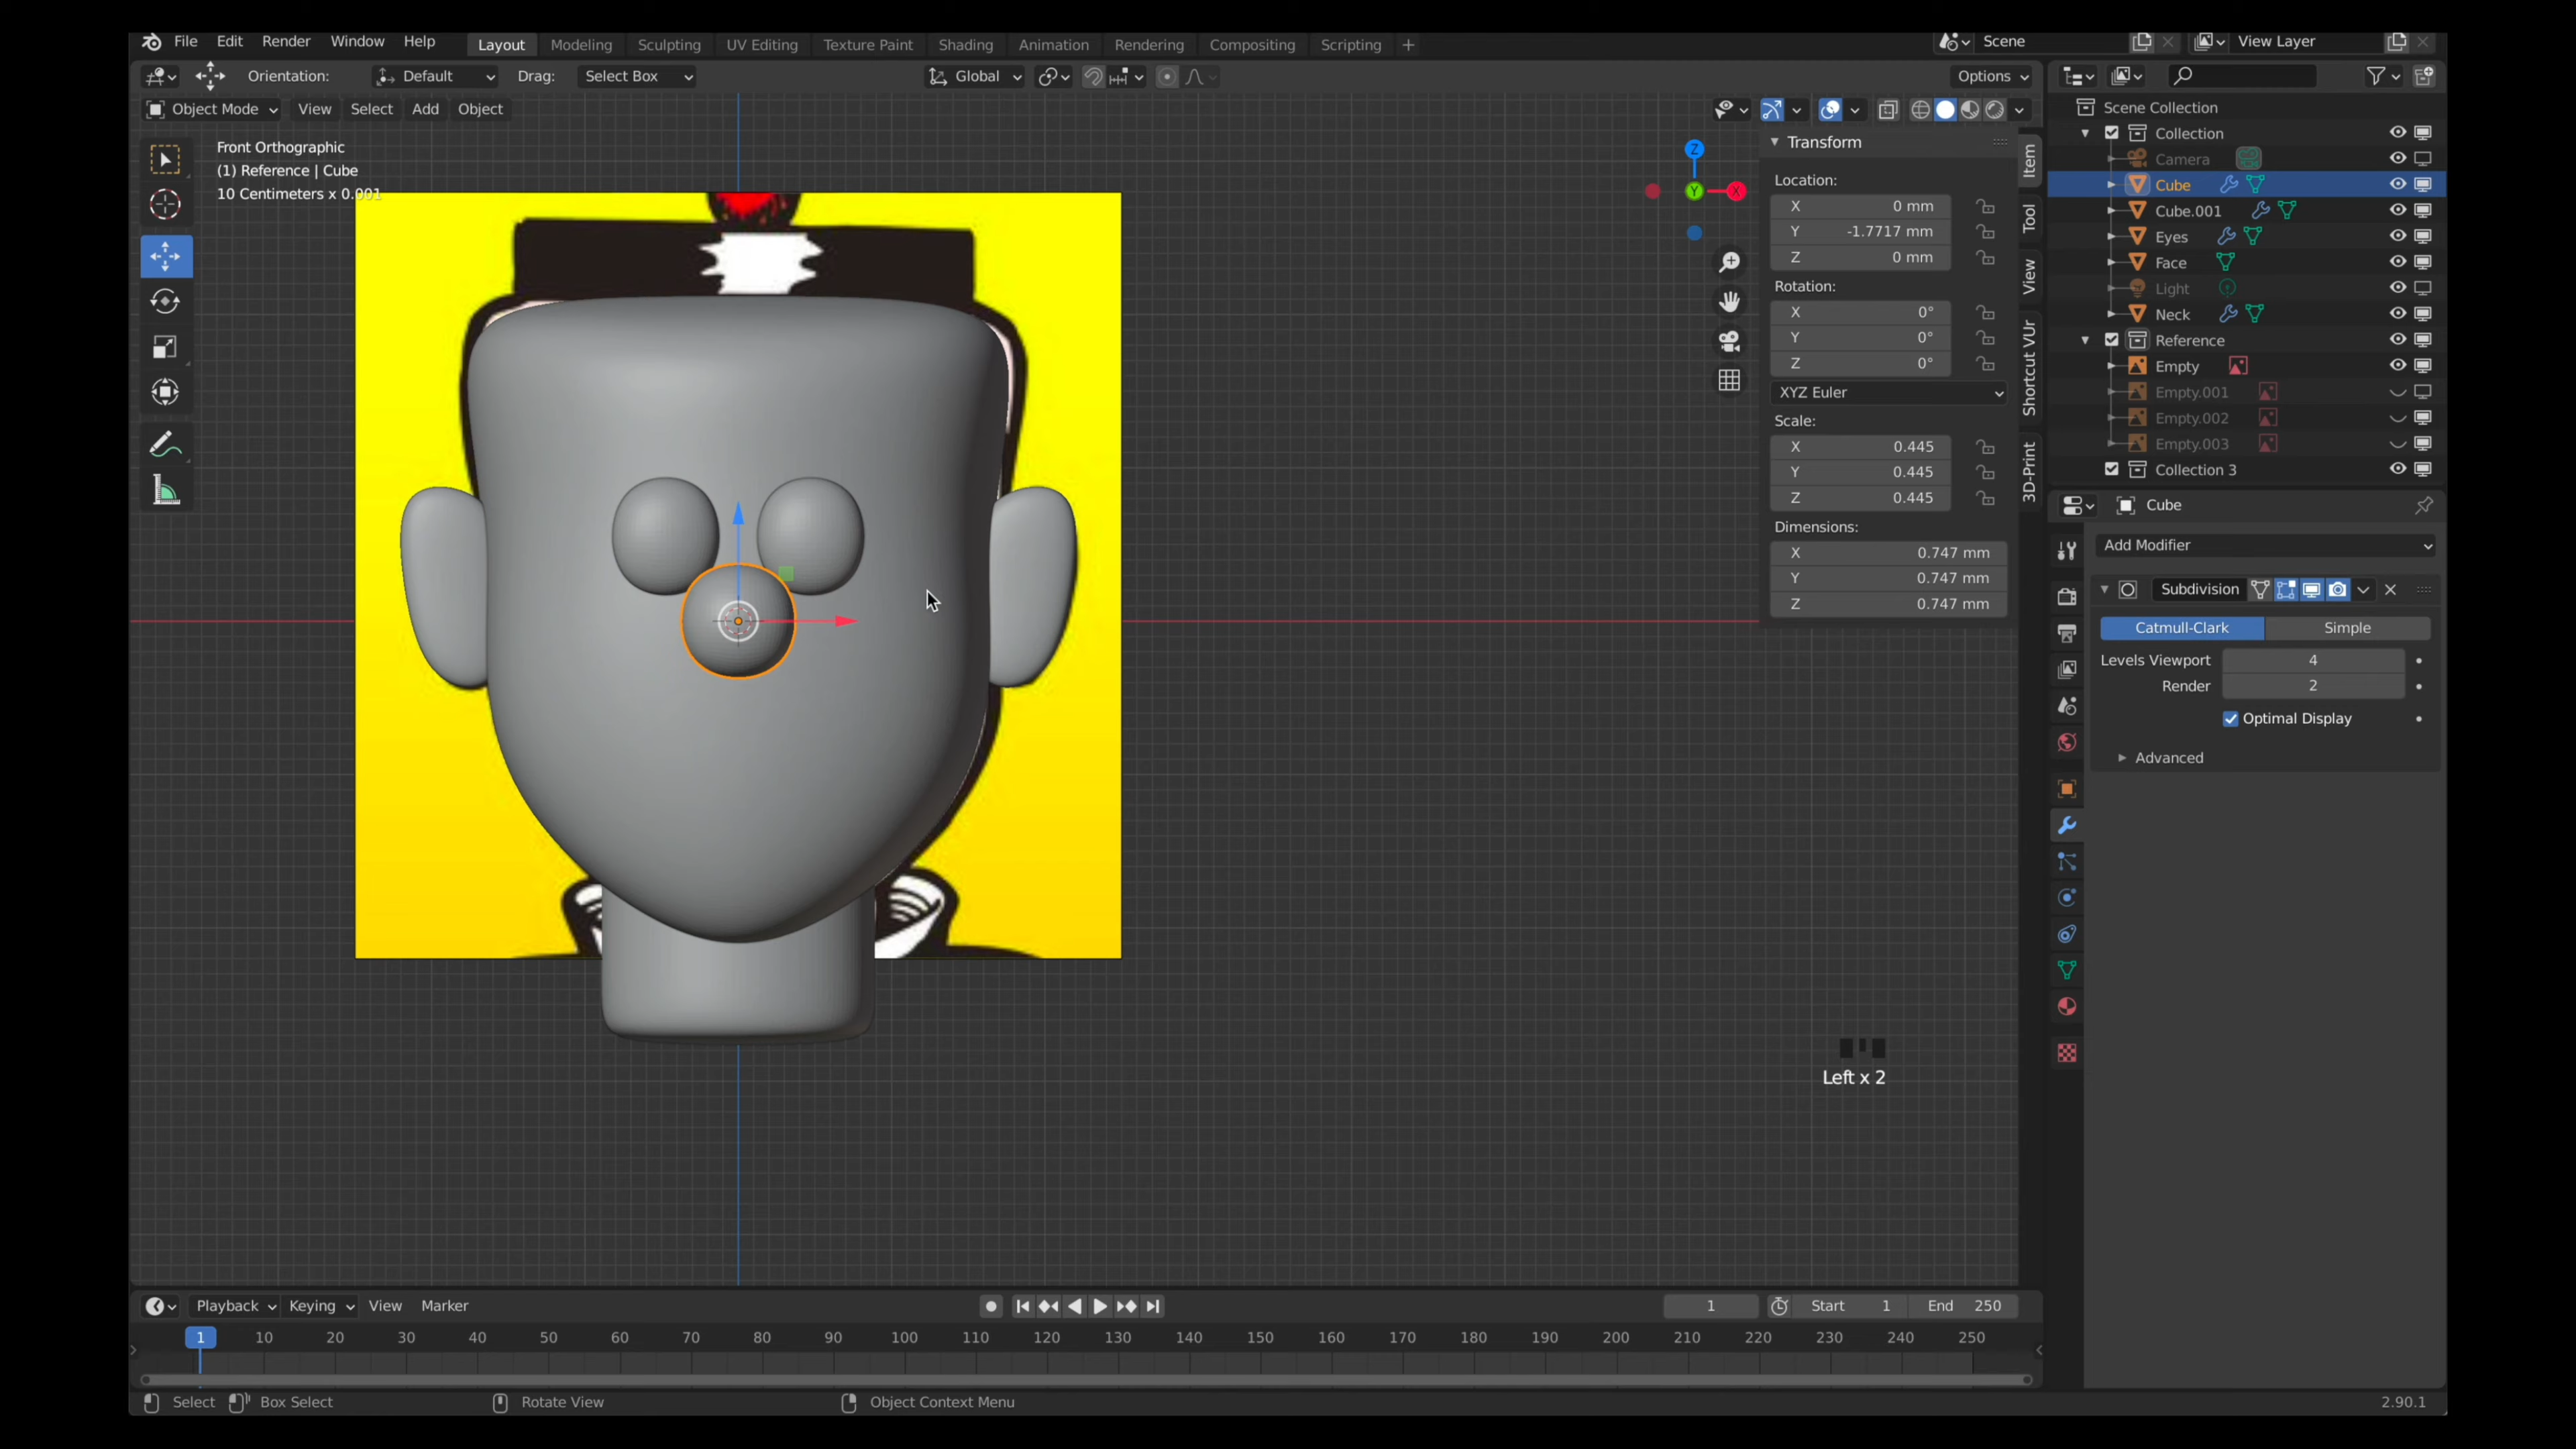 File Edit Render Window Help Layout Modeling Sculpting UV Editing Texture Paint Shading Animation Rendering Compositing Scripting + Scene View Layer
Orientation: Default Drag: Select Box Global Options
Object Mode View Select Add Object
Front Orthographic
(1) Reference | Cube
10 Centimeters x 0.001
Z
Y
X
Transform
Location:
X 0 mm
Y -1.7717 mm
Z 0 mm
Rotation:
X 0°
Y 0°
Z 0°
XYZ Euler
Scale:
X 0.445
Y 0.445
Z 0.445
Dimensions:
X 0.747 mm
Y 0.747 mm
Z 0.747 mm
Item
Tool
View
Shortcut VUr
3D-Print
Scene Collection
Collection
Camera
Cube
Cube.001
Eyes
Face
Light
Neck
Reference
Empty
Empty.001
Empty.002
Empty.003
Collection 3
Cube
Add Modifier
Subdivision
Catmull-Clark Simple
Levels Viewport 4
Render 2
Optimal Display
Advanced
Left x 2
Playback Keying View Marker 1 Start 1 End 250
1 10 20 30 40 50 60 70 80 90 100 110 120 130 140 150 160 170 180 190 200 210 220 230 240 250
Select Box Select Rotate View Object Context Menu 2.90.1